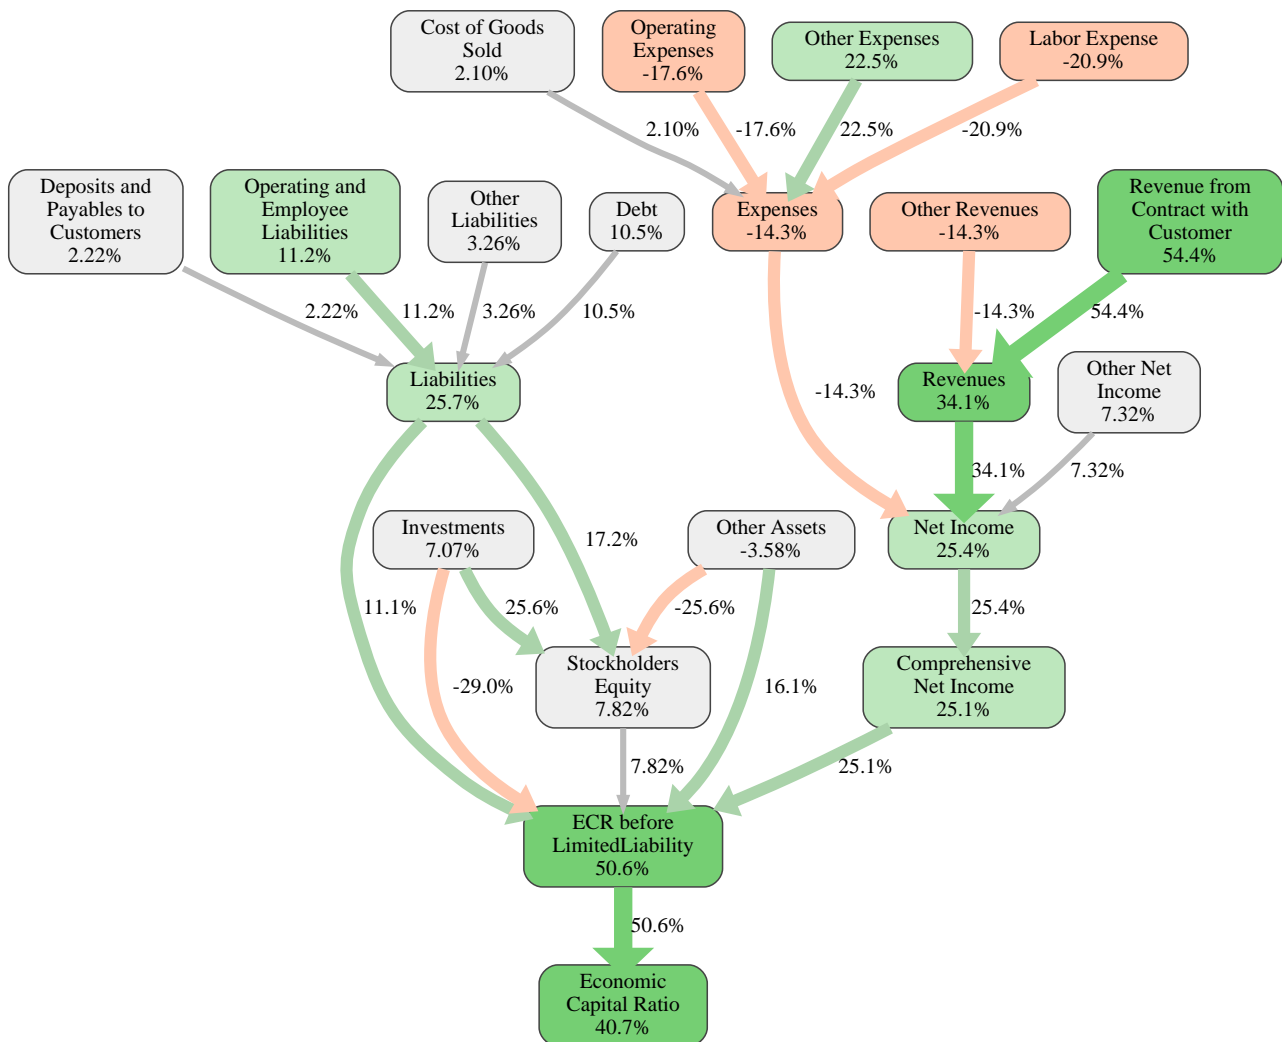 Cost of Goods
Sold
2.10%
Operating
Expenses
-17.6%
Other Expenses
22.5%
Labor Expense
-20.9%
2.10%
-17.6%
22.5%
-20.9%
Deposits and
Payables to
Customers
2.22%
Operating and
Employee
Liabilities
11.2%
Other
Liabilities
3.26%
Debt
10.5%
Expenses
-14.3%
Other Revenues
-14.3%
Revenue from
Contract with
Customer
54.4%
2.22%
11.2%
3.26%
10.5%
-14.3%
54.4%
Liabilities
25.7%
-14.3%
Revenues
34.1%
Other Net
Income
7.32%
34.1%
7.32%
Investments
7.07%
17.2%
Other Assets
-3.58%
Net Income
25.4%
11.1%
25.6%
-25.6%
25.4%
-29.0%
Stockholders
Equity
7.82%
16.1%
Comprehensive
Net Income
25.1%
7.82%
25.1%
ECR before
LimitedLiability
50.6%
50.6%
Economic
Capital Ratio
40.7%